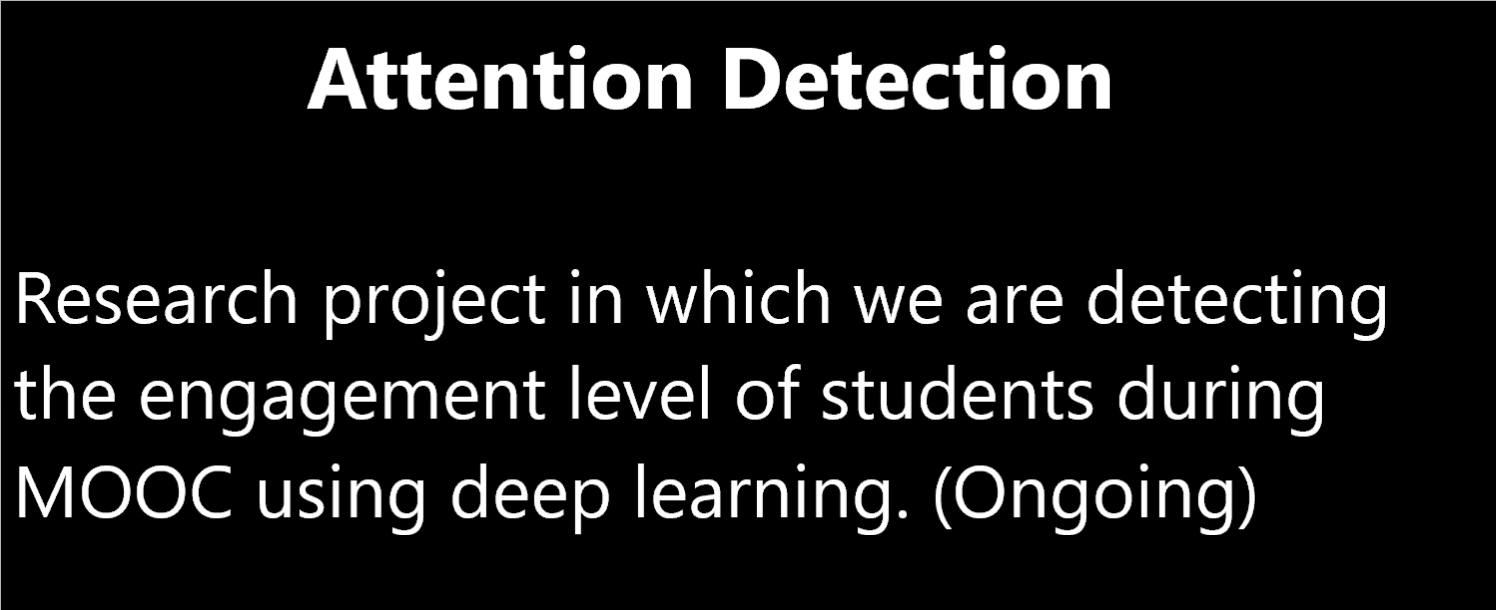 Attention Detection
Research project in which we are detecting
the engagement level of students during
MOOC using deep learning. (Ongoing)